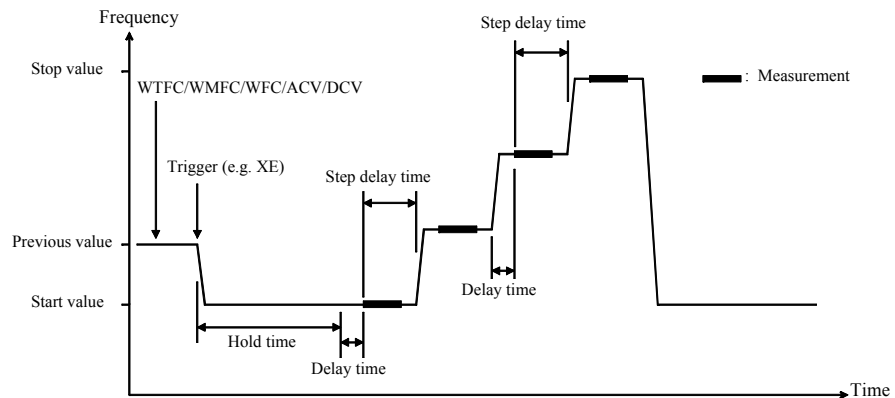 Frequency
Step delay time
Stop value
: Measurement
WTFC/WMFC/WFC/ACV/DCV
Trigger (e.g. XE)
Step delay time
Previous value
Delay time
Start value
Hold time
Delay time
Time